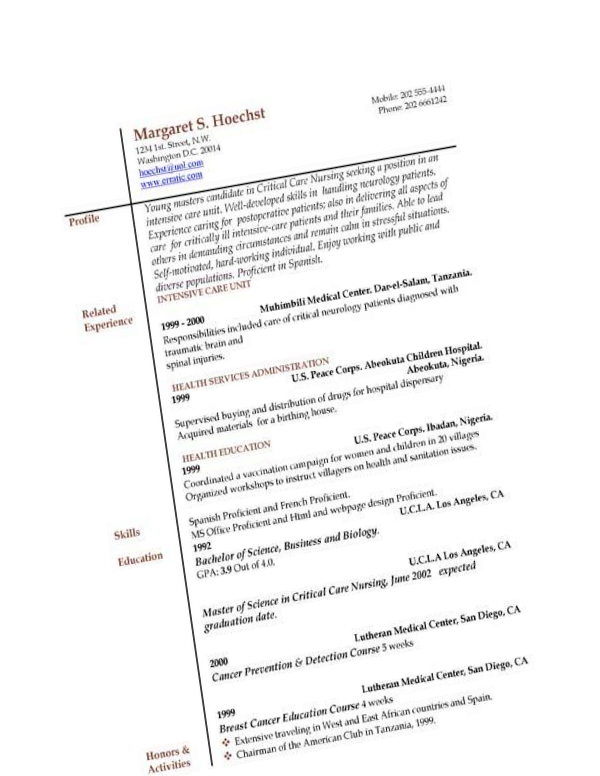 Margaret S. Hoechst
1234 1st. Street, N.W.
Washington D.C. 20014
hoechst@aol.com
www.erratic.com
Mobile: 202 555-4444
Phone: 202 6661242
Profile
Young masters candidate in Critical Care Nursing seeking a position in an
intensive care unit. Well-developed skills in handling neurology patients.
Experience caring for postoperative patients; also in delivering all aspects of
care for critically ill intensive-care patients and their families. Able to lead
others in demanding circumstances and remain calm in stressful situations.
Self-motivated, hard-working individual. Enjoy working with public and
diverse populations. Proficient in Spanish.
Related
Experience
INTENSIVE CARE UNIT
Muhimbili Medical Center. Dar-el-Salam, Tanzania.
1999 - 2000
Responsibilities included care of critical neurology patients diagnosed with
traumatic brain and
spinal injuries.
HEALTH SERVICES ADMINISTRATION
U.S. Peace Corps. Abeokuta Children Hospital.
1999
Abeokuta, Nigeria.
Supervised buying and distribution of drugs for hospital dispensary
Acquired materials for a birthing house.
HEALTH EDUCATION
U.S. Peace Corps. Ibadan, Nigeria.
1999
Coordinated a vaccination campaign for women and children in 20 villages
Organized workshops to instruct villagers on health and sanitation issues.
Skills
Spanish Proficient and French Proficient.
MS Office Proficient and Html and webpage design Proficient.
Education
U.C.L.A. Los Angeles, CA
1992
Bachelor of Science, Business and Biology.
GPA: 3.9 Out of 4.0.
U.C.L.A Los Angeles, CA
Master of Science in Critical Care Nursing, June 2002 expected
graduation date.
Lutheran Medical Center, San Diego, CA
2000
Cancer Prevention & Detection Course 5 weeks
Lutheran Medical Center, San Diego, CA
1999
Breast Cancer Education Course 4 weeks
Honors &
Activities
❖ Extensive traveling in West and East African countries and Spain.
❖ Chairman of the American Club in Tanzania, 1999.